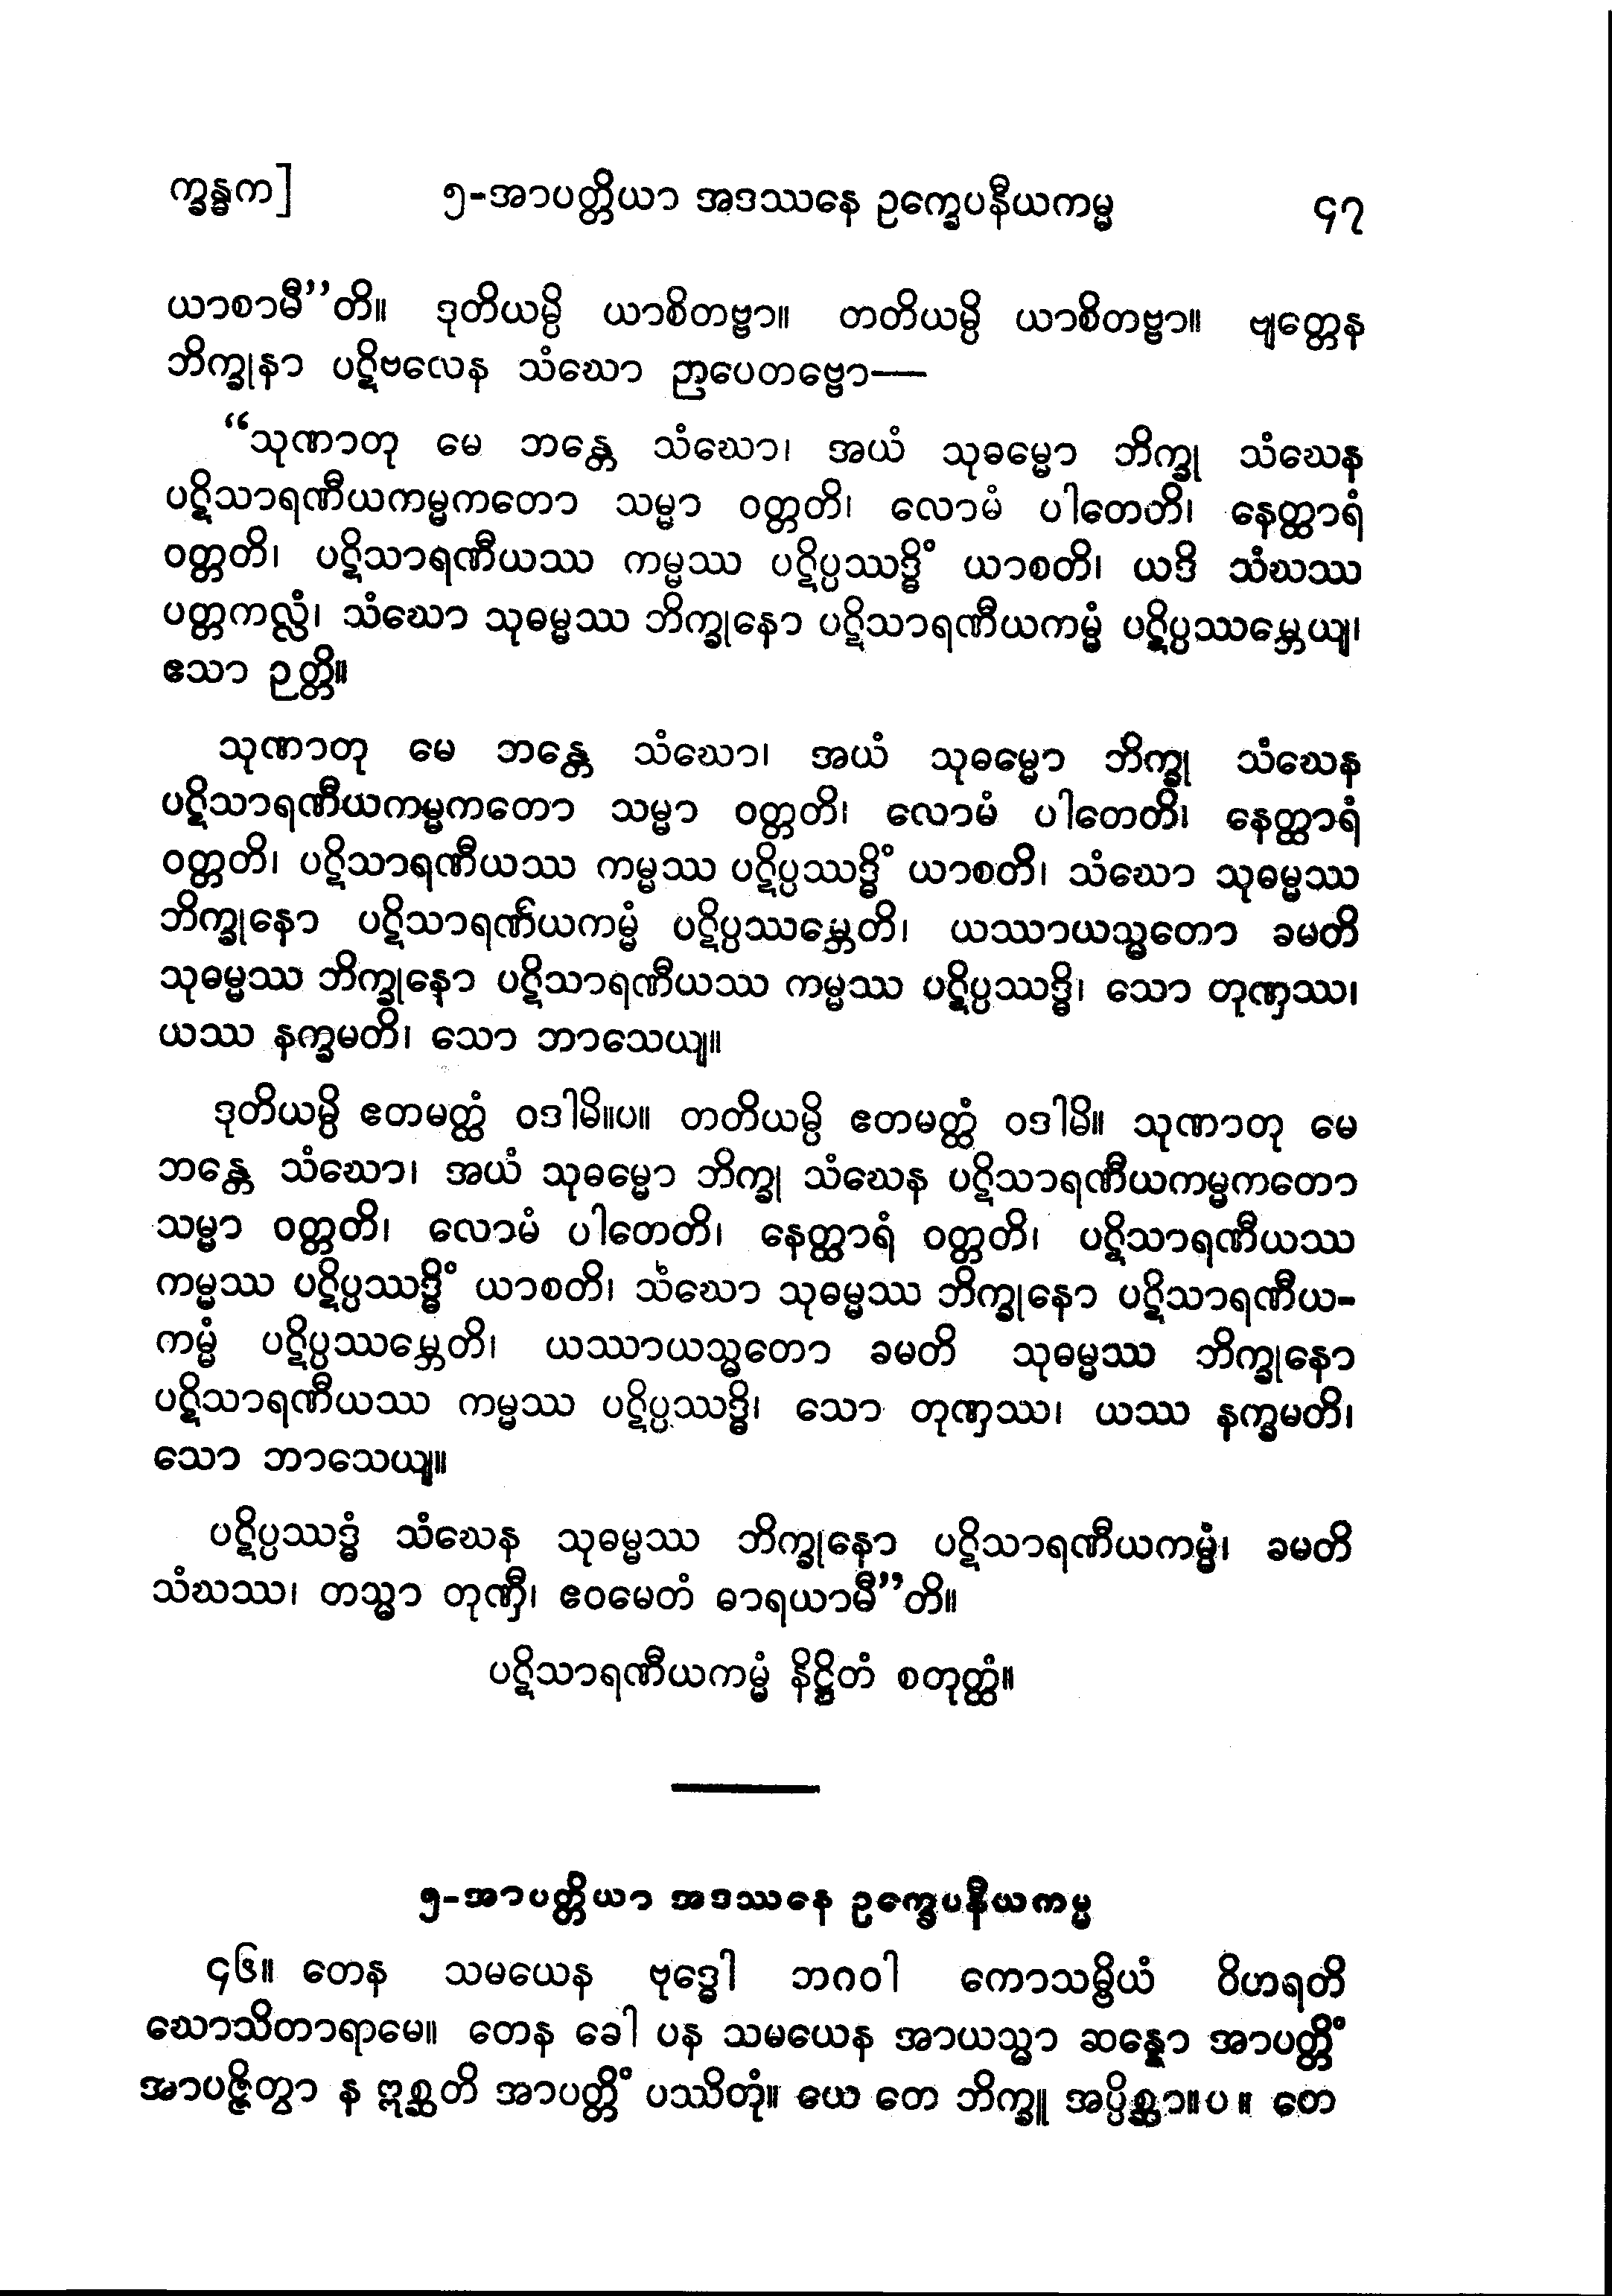 က္ခန္ဓက] ၅-အာပတ္တိယာ အဒဿနေ ဥက္ခေပနီယကမ္မ ၄၇
ယာစာမီ”တိ။ ဒုတိယမ္ပိ ယာစိတဗ္ဗာ။ တတိယမ္ပိ ယာစိတဗ္ဗာ။ ဗျတ္တေန
ဘိက္ခုနာ ပဋိဗလေန သံဃော ဉာပေတဗ္ဗော—
“သုဏာတု မေ ဘန္တေ သံဃော၊ အယံ သုဓမ္မော ဘိက္ခု သံဃေန
ပဋိသာရဏီယကမ္မကတော သမ္မာ ဝတ္တတိ၊ လောမံ ပါတေတိ၊ နေတ္ထာရံ
ဝတ္တတိ၊ ပဋိသာရဏီယဿ ကမ္မဿ ပဋိပ္ပဿဒ္ဓိံ ယာစတိ၊ ယဒိ သံဃဿ
ပတ္တကလ္လံ၊ သံဃော သုဓမ္မဿ ဘိက္ခုနော ပဋိသာရဏီယကမ္မံ ပဋိပ္ပဿမ္ဘေယျ၊
ဧသာ ဉတ္တိ။
သုဏာတု မေ ဘန္တေ သံဃော၊ အယံ သုဓမ္မော ဘိက္ခု သံဃေန
ပဋိသာရဏီယကမ္မကတော သမ္မာ ဝတ္တတိ၊ လောမံ ပါတေတိ၊ နေတ္ထာရံ
ဝတ္တတိ၊ ပဋိသာရဏီယဿ ကမ္မဿ ပဋိပ္ပဿဒ္ဓိံ ယာစတိ၊ သံဃော သုဓမ္မဿ
ဘိက္ခုနော ပဋိသာရဏီယကမ္မံ ပဋိပ္ပဿမ္ဘေတိ၊ ယဿာယသ္မတော ခမတိ
သုဓမ္မဿ ဘိက္ခုနော ပဋိသာရဏီယဿ ကမ္မဿ ပဋိပ္ပဿဒ္ဓိ၊ သော တုဏှဿ၊
ယဿ နက္ခမတိ၊ သော ဘာသေယျ။
ဒုတိယမ္ပိ ဧတမတ္ထံ ဝဒါမိ။ပ။ တတိယမ္ပိ ဧတမတ္ထံ ဝဒါမိ။ သုဏာတု မေ
ဘန္တေ သံဃော၊ အယံ သုဓမ္မော ဘိက္ခု သံဃေန ပဋိသာရဏီယကမ္မကတော
သမ္မာ ဝတ္တတိ၊ လောမံ ပါတေတိ၊ နေတ္ထာရံ ဝတ္တတိ၊ ပဋိသာရဏီယဿ
ကမ္မဿ ပဋိပ္ပဿဒ္ဓိံ ယာစတိ၊ သံဃော သုဓမ္မဿ ဘိက္ခုနော ပဋိသာရဏီယ-
ကမ္မံ ပဋိပ္ပဿမ္ဘေတိ၊ ယဿာယသ္မတော ခမတိ သုဓမ္မဿ ဘိက္ခုနော
ပဋိသာရဏီယဿ ကမ္မဿ ပဋိပ္ပဿဒ္ဓိ၊ သော တုဏှဿ၊ ယဿ နက္ခမတိ၊
သော ဘာသေယျ။
ပဋိပ္ပဿဒ္ဓံ သံဃေန သုဓမ္မဿ ဘိက္ခုနော ပဋိသာရဏီယကမ္မံ၊ ခမတိ
သံဃဿ၊ တသ္မာ တုဏှီ၊ ဧဝမေတံ ဓာရယာမီ”တိ။
ပဋိသာရဏီယကမ္မံ နိဋ္ဌိတံ စတုတ္ထံ။
၅-အာပတ္တိယာ အဒဿနေ ဥက္ခေပနီယကမ္မ
၄၆။ တေန သမယေန ဗုဒ္ဓေါ ဘဂဝါ ကောသမ္ဗိယံ ဝိဟရတိ
ဃောသိတာရာမေ။ တေန ခေါ ပန သမယေန အာယသ္မာ ဆန္နော အာပတ္တိံ
အာပဇ္ဇိတွာ န ဣစ္ဆတိ အာပတ္တိံ ပဿိတုံ။ ယေ တေ ဘိက္ခူ အပ္ပိစ္ဆာ။ပ။ တေ